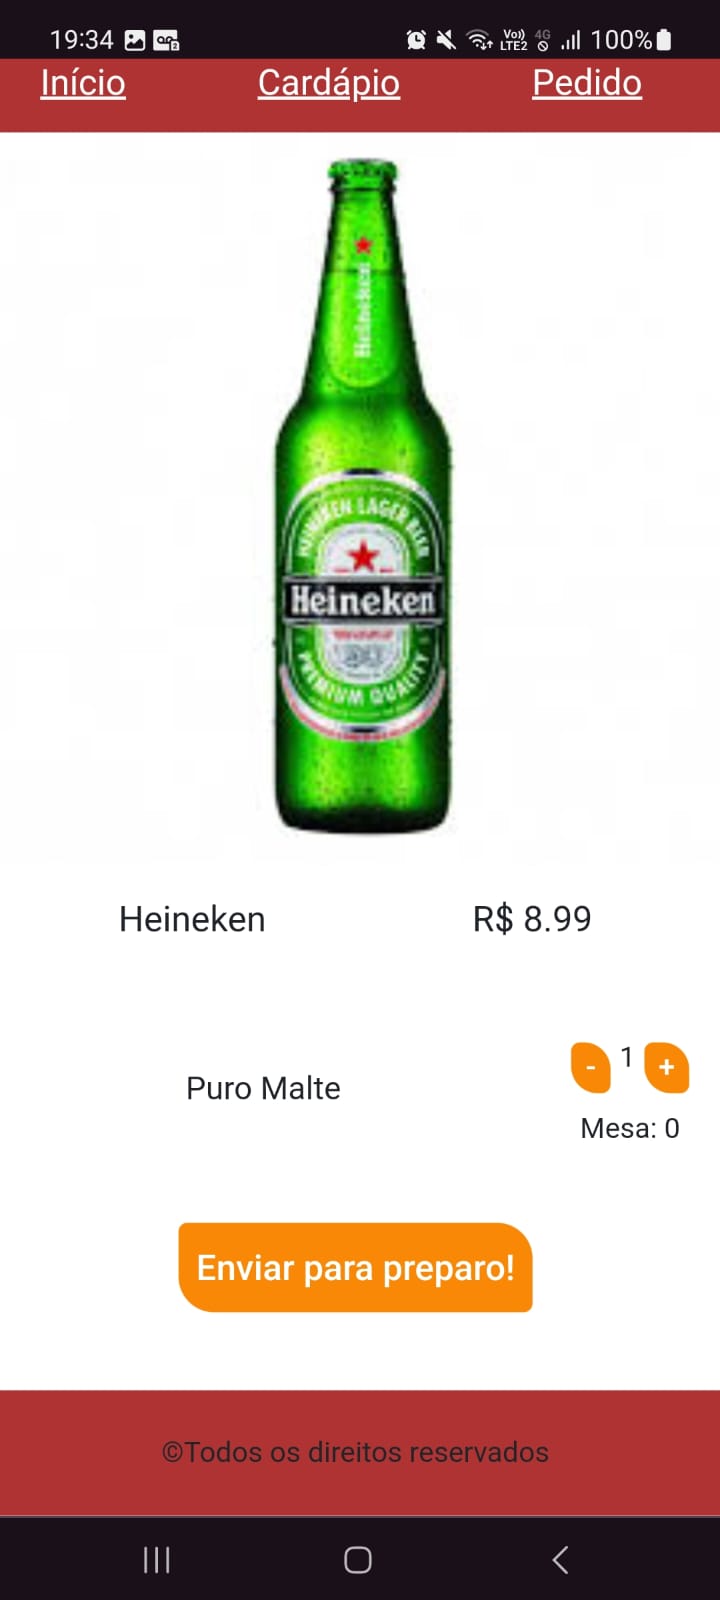 19:34 Vo)) LTE2 4G 100%
Início Cardápio Pedido
Heineken
HEINEKEN LAGER BEER
Heineken
PREMIUM QUALITY
Heineken R$ 8.99
- 1 +
Puro Malte
Mesa: 0
Enviar para preparo!
©Todos os direitos reservados